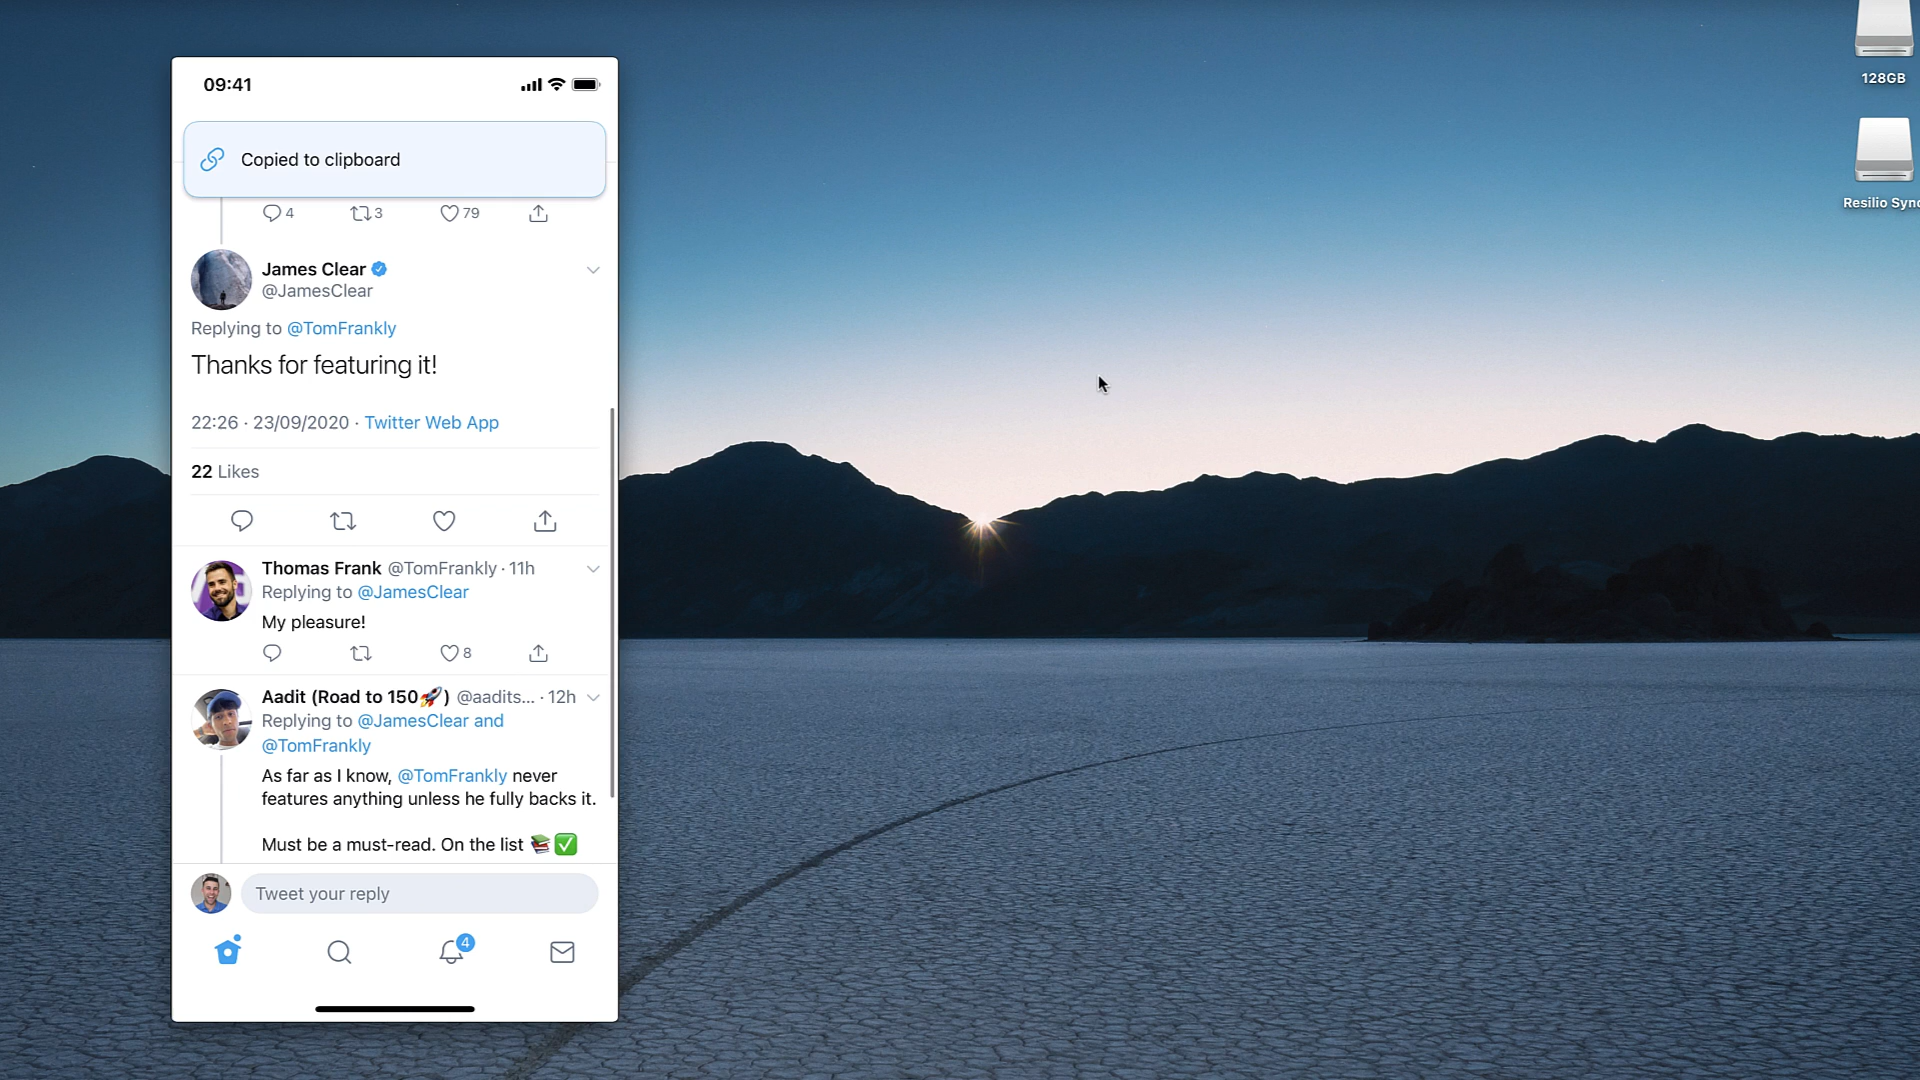 09:41
Copied to clipboard
4 3 79
James Clear
@JamesClear
Replying to @TomFrankly
Thanks for featuring it!
22:26 · 23/09/2020 · Twitter Web App
22 Likes
Thomas Frank @TomFrankly · 11h
Replying to @JamesClear
My pleasure!
8
Aadit (Road to 150🚀) @aadits... · 12h
Replying to @JamesClear and
@TomFrankly
As far as I know, @TomFrankly never
features anything unless he fully backs it.
Must be a must-read. On the list 📚✅
Tweet your reply
4
128GB
Resilio Sync